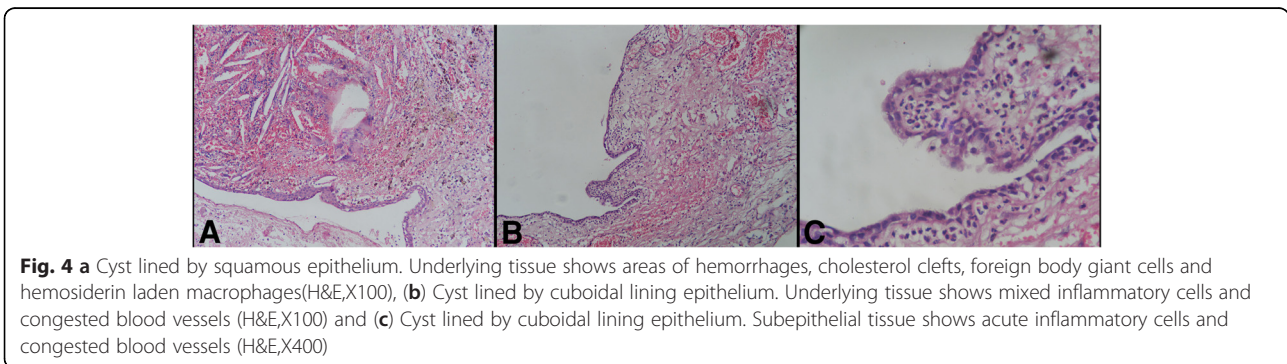 A B C
Fig. 4 a Cyst lined by squamous epithelium. Underlying tissue shows areas of hemorrhages, cholesterol clefts, foreign body giant cells and
hemosiderin laden macrophages(H&E,X100), (b) Cyst lined by cuboidal lining epithelium. Underlying tissue shows mixed inflammatory cells and
congested blood vessels (H&E,X100) and (c) Cyst lined by cuboidal lining epithelium. Subepithelial tissue shows acute inflammatory cells and
congested blood vessels (H&E,X400)